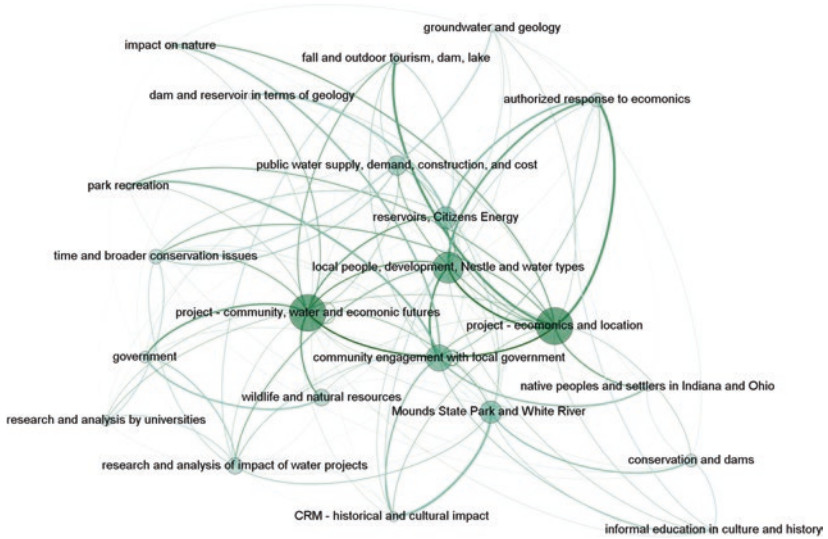 groundwater and geology
impact on nature
fall and outdoor tourism, dam, lake
dam and reservoir in terms of geology
authorized response to ecomonics
public water supply, demand, construction, and cost
park recreation
reservoirs, Citizens Energy
time and broader conservation issues
local people, development, Nestle and water types
project - community, water and ecomonic futures
project - ecomonics and location
government
community engagement with local government
native peoples and settlers in Indiana and Ohio
wildlife and natural resources
Mounds State Park and White River
research and analysis by universities
research and analysis of impact of water projects
conservation and dams
CRM - historical and cultural impact
informal education in culture and history